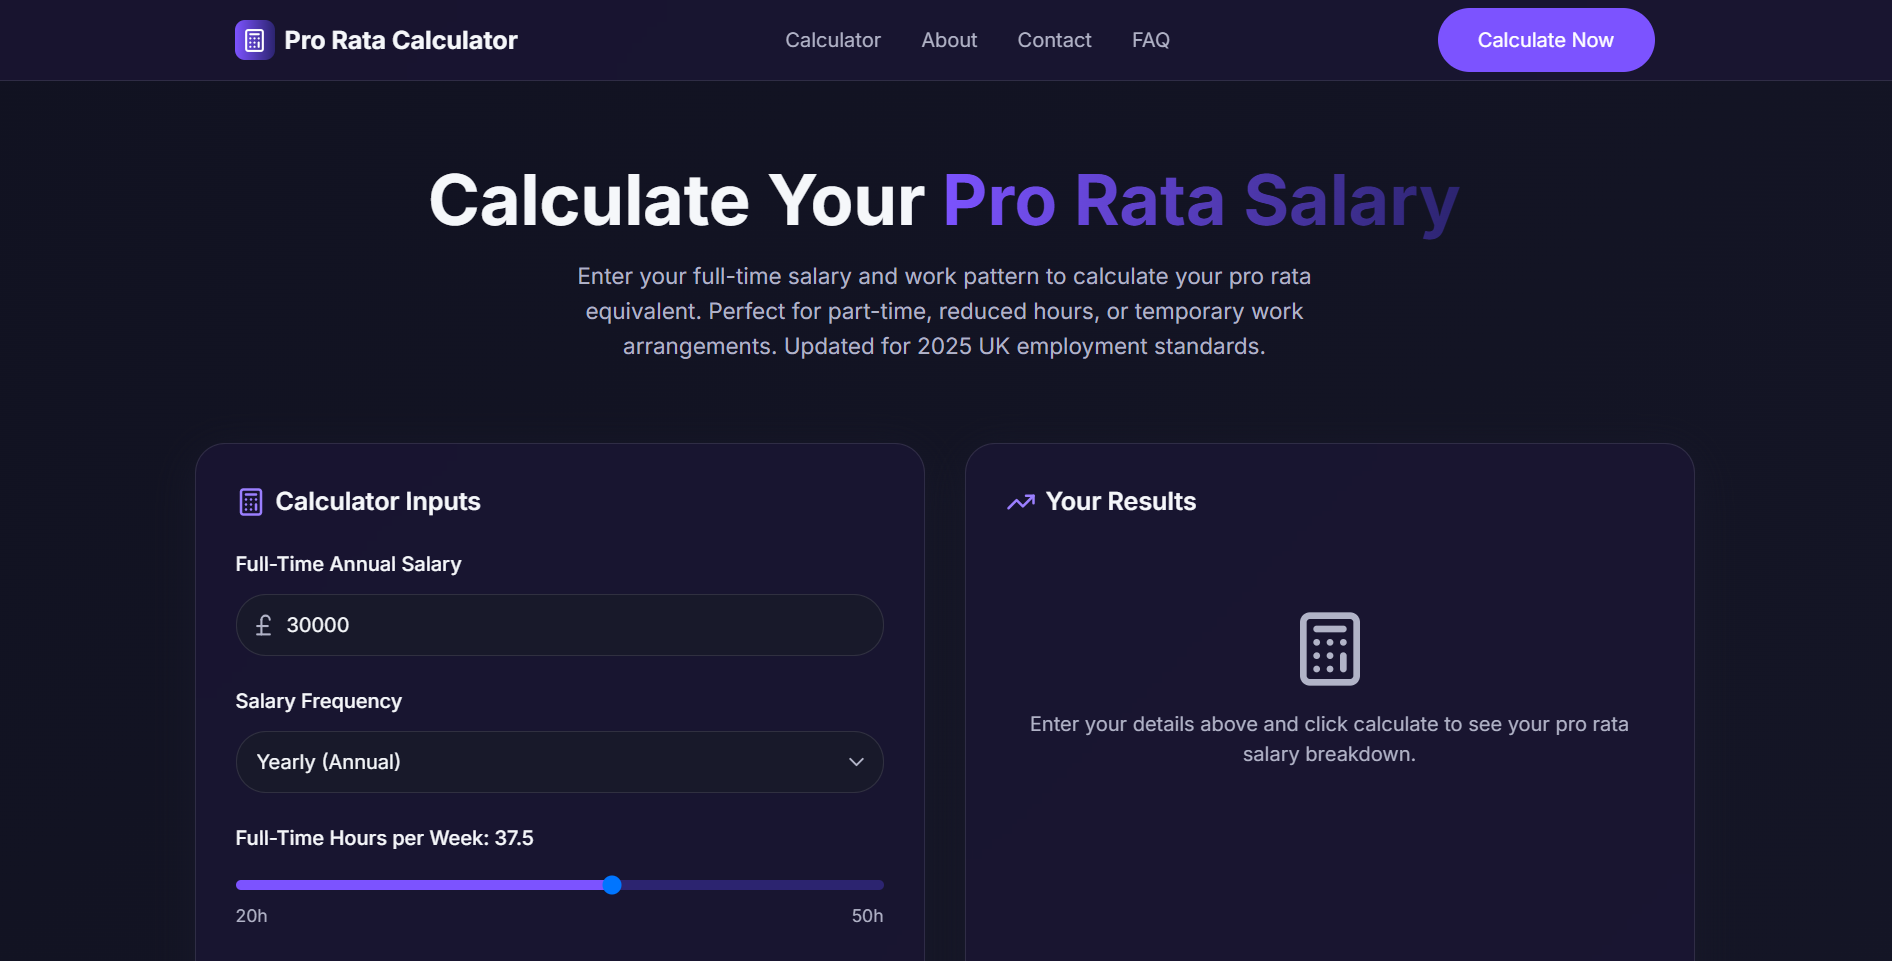 Pro Rata Calculator
Calculator
About
Contact
FAQ
Calculate Now
Calculate Your Pro Rata Salary
Enter your full-time salary and work pattern to calculate your pro rata
equivalent. Perfect for part-time, reduced hours, or temporary work
arrangements. Updated for 2025 UK employment standards.
Calculator Inputs
Full-Time Annual Salary
£ 30000
Salary Frequency
Yearly (Annual)
Full-Time Hours per Week: 37.5
20h
50h
Your Results
Enter your details above and click calculate to see your pro rata
salary breakdown.